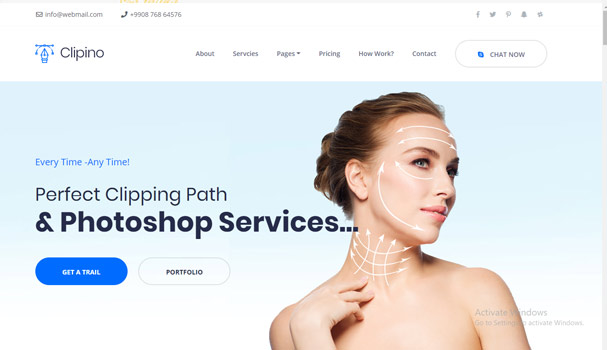 info@webmail.com +9908 768 64576
Clipino About Servcies Pages Pricing How Work? Contact CHAT NOW
Every Time -Any Time!
Perfect Clipping Path
& Photoshop Services...
GET A TRAIL PORTFOLIO
Activate Windows
Go to Settings to activate Windows.